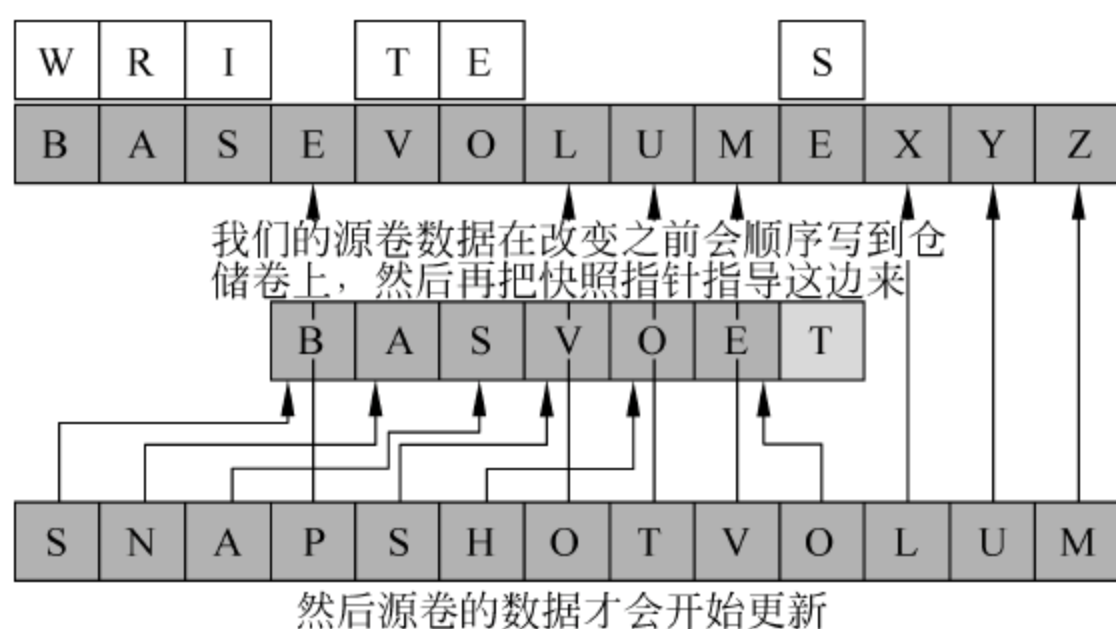 W R I T E S
B A S E V O L U M E X Y Z
我们的源卷数据在改变之前会顺序写到仓
储卷上，然后再把快照指针指导这边来
B A S V O E T
S N A P S H O T V O L U M
然后源卷的数据才会开始更新